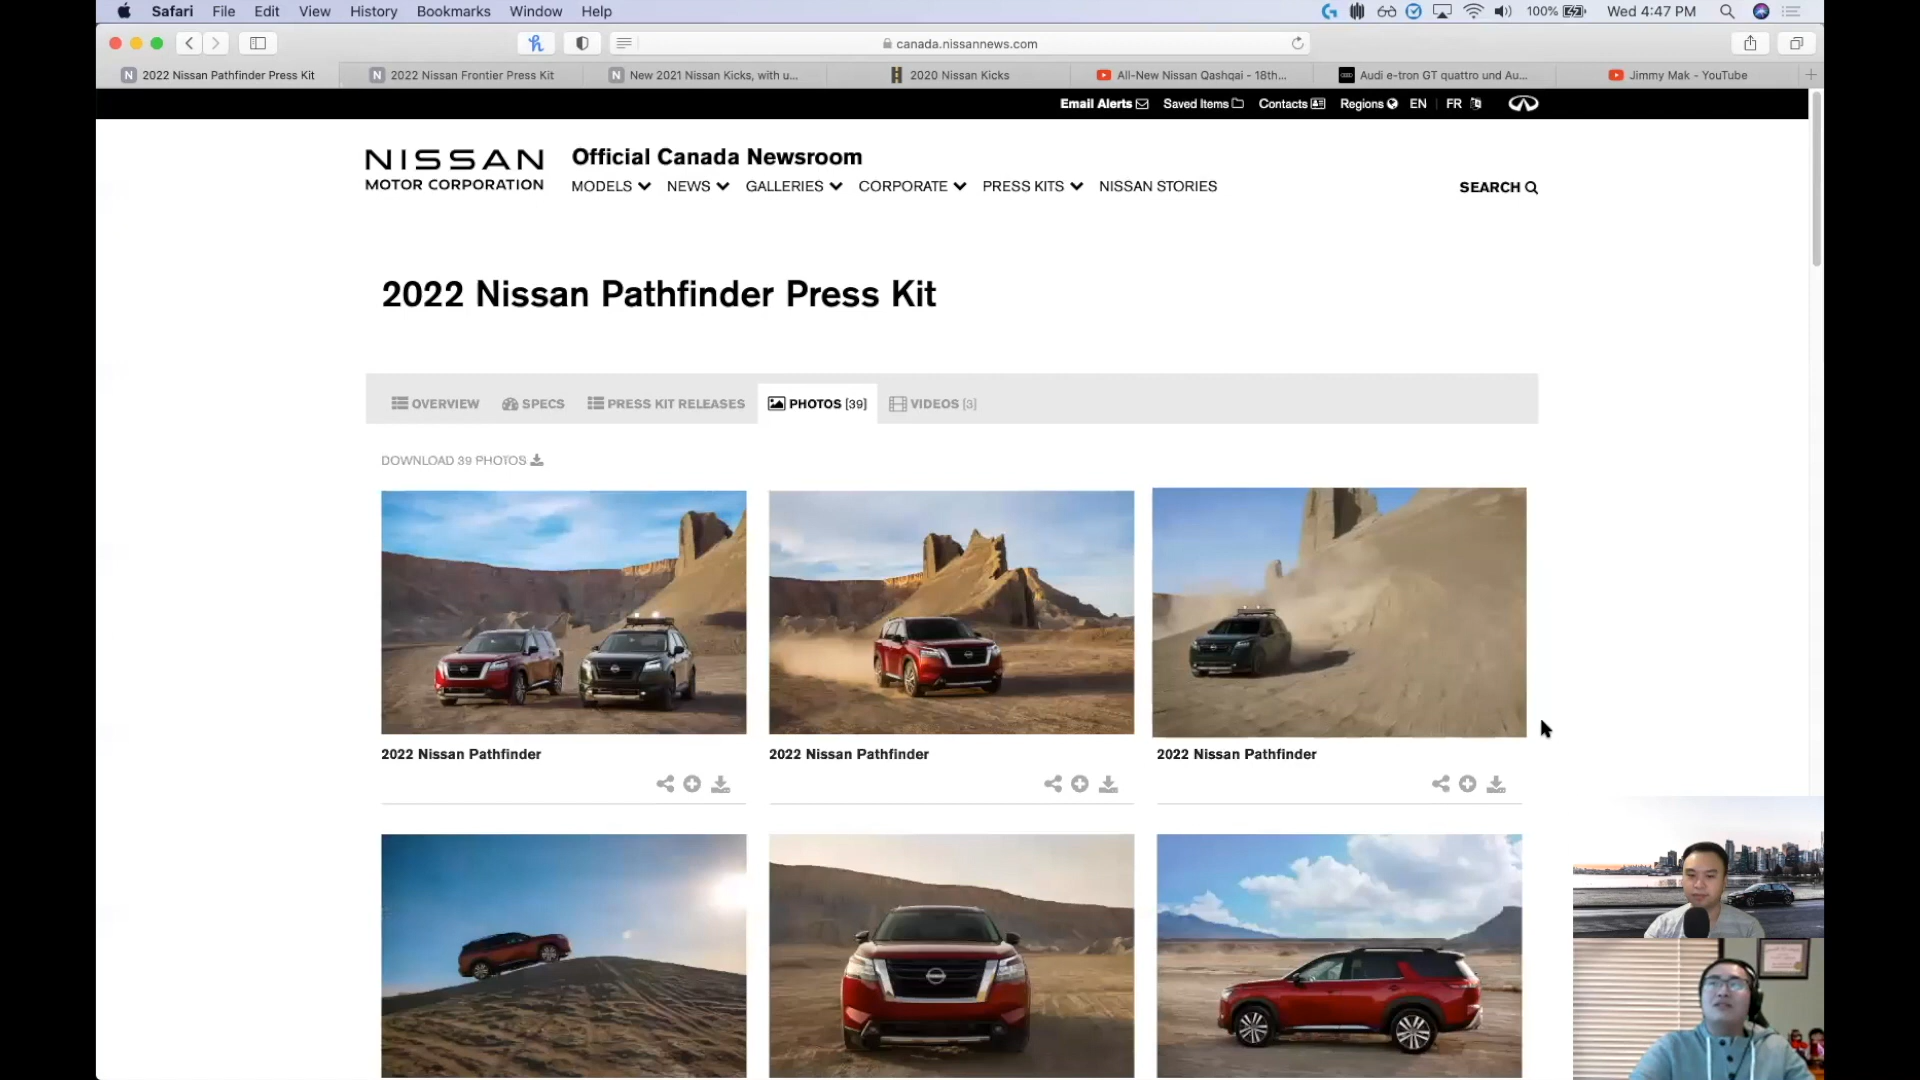 Safari File Edit View History Bookmarks Window Help 100% Wed 4:47 PM
canada.nissannews.com
2022 Nissan Pathfinder Press Kit 2022 Nissan Frontier Press Kit New 2021 Nissan Kicks, with u... 2020 Nissan Kicks All-New Nissan Qashqai - 18th... Audi e-tron GT quattro und Au... Jimmy Mak - YouTube
Email Alerts Saved Items Contacts Regions EN | FR
NISSAN
MOTOR CORPORATION
Official Canada Newsroom
MODELS NEWS GALLERIES CORPORATE PRESS KITS NISSAN STORIES
SEARCH
2022 Nissan Pathfinder Press Kit
OVERVIEW SPECS PRESS KIT RELEASES PHOTOS [39] VIDEOS [3]
DOWNLOAD 39 PHOTOS
2022 Nissan Pathfinder 2022 Nissan Pathfinder 2022 Nissan Pathfinder